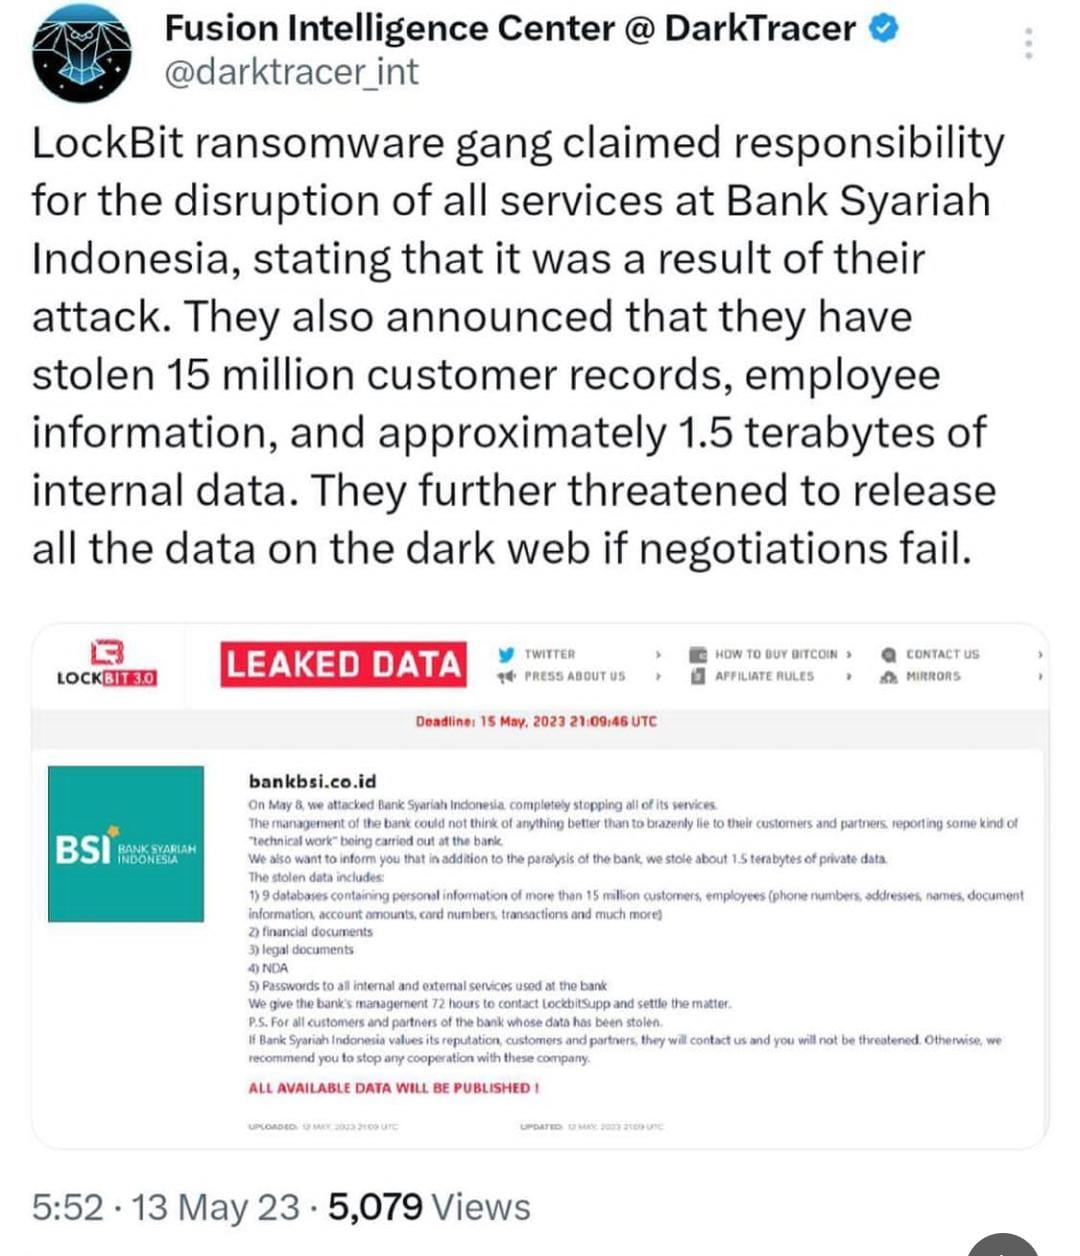 Fusion Intelligence Center @ DarkTracer
@darktracer_int
LockBit ransomware gang claimed responsibility
for the disruption of all services at Bank Syariah
Indonesia, stating that it was a result of their
attack. They also announced that they have
stolen 15 million customer records, employee
information, and approximately 1.5 terabytes of
internal data. They further threatened to release
all the data on the dark web if negotiations fail.
LOCKBIT 3.0
LEAKED DATA
TWITTER
PRESS ABOUT US
HOW TO BUY BITCOIN
AFFILIATE RULES
CONTACT US
MIRRORS
Deadline: 15 May, 2023 21:09:46 UTC
BSI BANK SYARIAH
INDONESIA
bankbsi.co.id
On May 8, we attacked Bank Syariah Indonesia, completely stopping all of its services.
The management of the bank could not think of anything better than to brazenly lie to their customers and partners, reporting some kind of
"technical work" being carried out at the bank.
We also want to inform you that in addition to the paralysis of the bank, we stole about 1.5 terabytes of private data.
The stolen data includes:
1) 9 databases containing personal information of more than 15 million customers, employees (phone numbers, addresses, names, document
information, account amounts, card numbers, transactions and much more)
2) financial documents
3) legal documents
4) NDA
5) Passwords to all internal and external services used at the bank
We give the bank's management 72 hours to contact LockbitSupp and settle the matter.
P.S. For all customers and partners of the bank whose data has been stolen.
If Bank Syariah Indonesia values its reputation, customers and partners, they will contact us and you will not be threatened. Otherwise, we
recommend you to stop any cooperation with these company.
ALL AVAILABLE DATA WILL BE PUBLISHED !
UPLOADED: 12 MAY, 2023 21:09 UTC
UPDATED: 12 MAY, 2023 21:09 UTC
5:52 · 13 May 23 · 5,079 Views